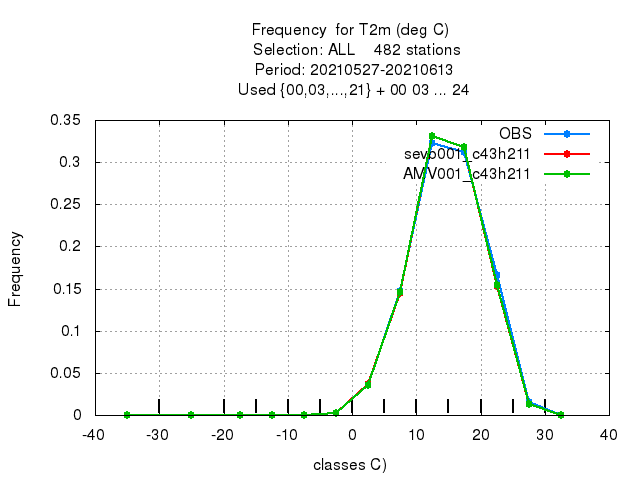 Frequency  for T2m (deg C)
Selection: ALL    482 stations
Period: 20210527-20210613
Used {00,03,...,21} + 00 03 ... 24
OBS
sevp001_c43h211
AMV001_c43h211
0.35
0.3
0.25
0.2
0.15
0.1
0.05
0
Frequency
-40 -30 -20 -10 0 10 20 30 40
classes C)